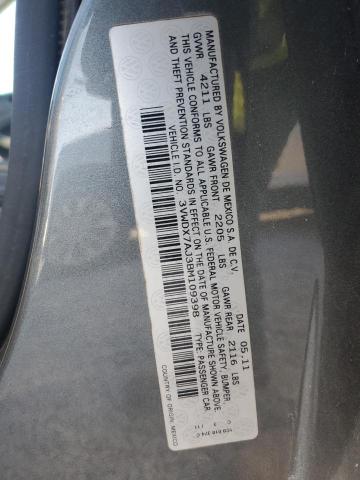 MANUFACTURED BY VOLKSWAGEN DE MEXICO S.A. DE C.V. DATE 05.11
GVWR 4211 LBS GAWR FRONT 2205 LBS GAWR REAR 2116 LBS
THIS VEHICLE CONFORMS TO ALL APPLICABLE U.S. FEDERAL MOTOR VEHICLE SAFETY, BUMPER,
AND THEFT PREVENTION STANDARDS IN EFFECT ON THE DATE OF MANUFACTURE SHOWN ABOVE.
VEHICLE I.D. NO. 3VWDX7AJ3BM109398 TYPE: PASSENGER CAR
COUNTRY OF ORIGIN: MEXICO